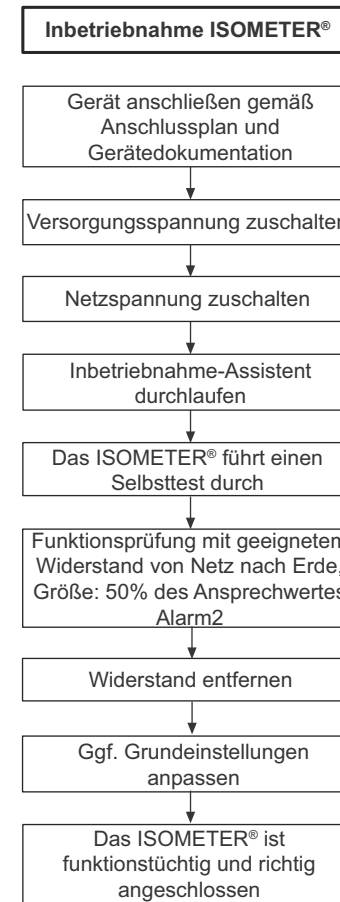 Inbetriebnahme ISOMETER®
Gerät anschließen gemäß
Anschlussplan und
Gerätedokumentation
Versorgungsspannung zuschalten
Netzspannung zuschalten
Inbetriebnahme-Assistent
durchlaufen
Das ISOMETER® führt einen
Selbsttest durch
Funktionsprüfung mit geeignetem
Widerstand von Netz nach Erde,
Größe: 50% des Ansprechwertes
Alarm2
Widerstand entfernen
Ggf. Grundeinstellungen
anpassen
Das ISOMETER® ist
funktionstüchtig und richtig
angeschlossen